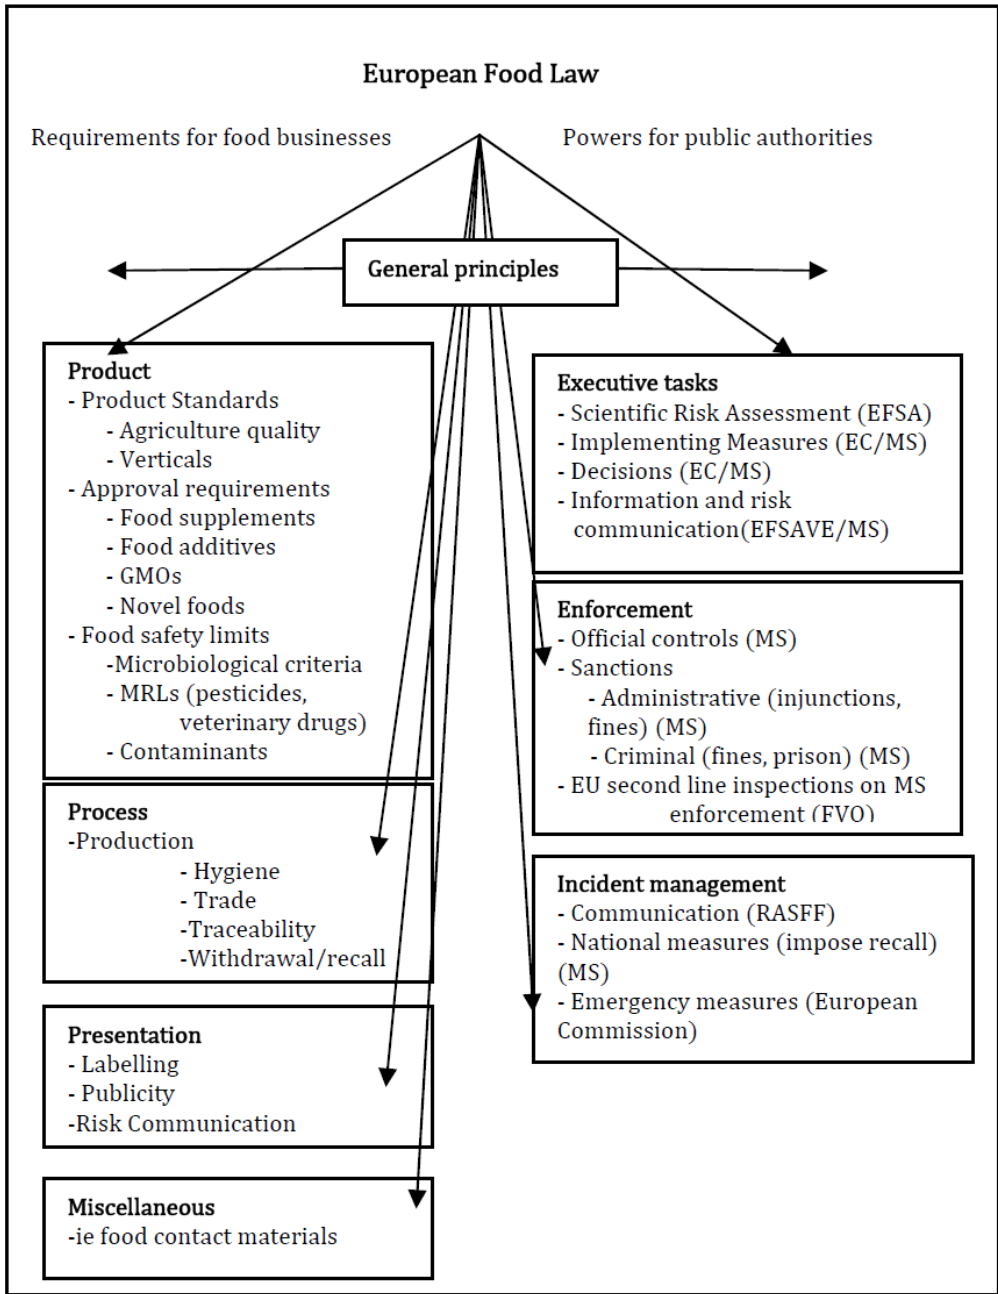 European Food Law
Requirements for food businesses
Powers for public authorities
General principles
Product
- Product Standards
- Agriculture quality
- Verticals
- Approval requirements
- Food supplements
- Food additives
- GMOs
- Novel foods
- Food safety limits
-Microbiological criteria
- MRLs (pesticides,
veterinary drugs)
- Contaminants
Process
-Production
- Hygiene
- Trade
-Traceability
-Withdrawal/recall
Presentation
- Labelling
- Publicity
-Risk Communication
Miscellaneous
-ie food contact materials
Executive tasks
- Scientific Risk Assessment (EFSA)
- Implementing Measures (EC/MS)
- Decisions (EC/MS)
- Information and risk
communication(EFSAVE/MS)
Enforcement
- Official controls (MS)
- Sanctions
- Administrative (injunctions,
fines) (MS)
- Criminal (fines, prison) (MS)
- EU second line inspections on MS
enforcement (FVO)
Incident management
- Communication (RASFF)
- National measures (impose recall)
(MS)
- Emergency measures (European
Commission)